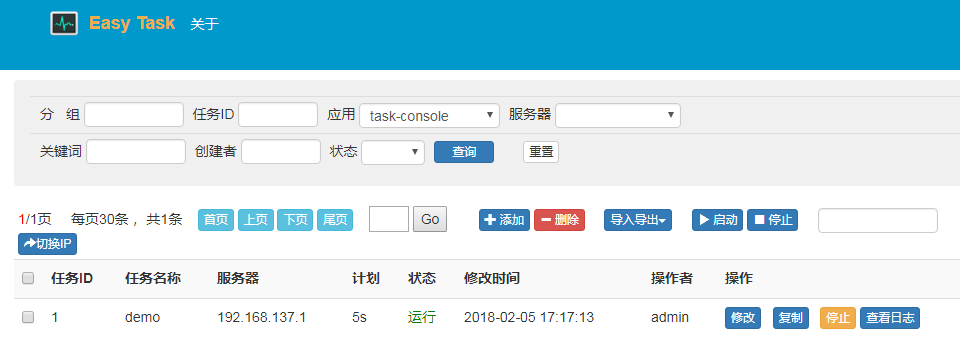 Easy Task 关于
分 组 任务ID 应用 task-console 服务器
关键词 创建者 状态 查询 重置
1/1页 每页30条，共1条 首页 上页 下页 尾页 Go 添加 删除 导入导出 启动 停止
切换IP
任务ID 任务名称 服务器 计划 状态 修改时间 操作者 操作
1 demo 192.168.137.1 5s 运行 2018-02-05 17:17:13 admin 修改 复制 停止 查看日志